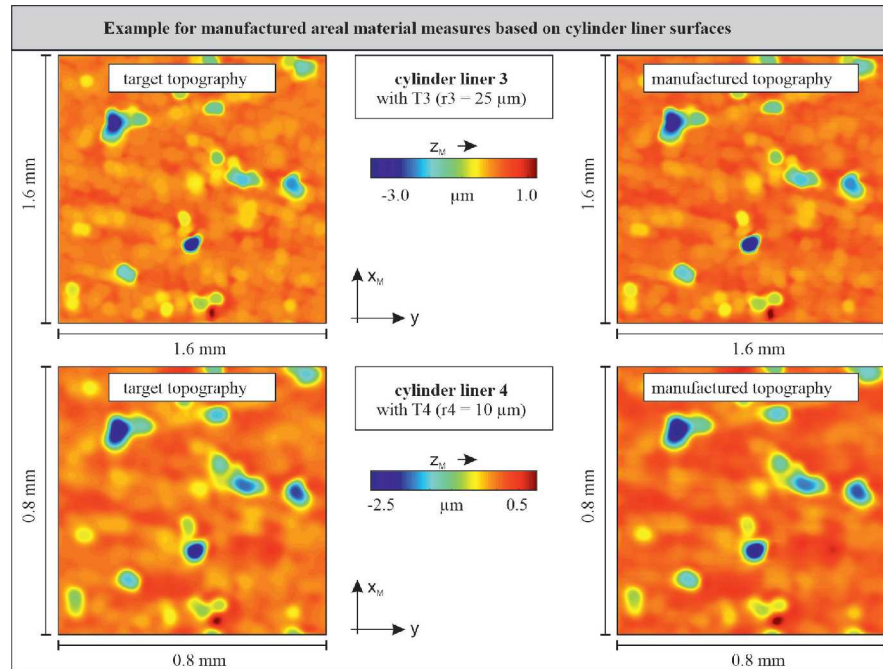 Example for manufactured areal material measures based on cylinder liner surfaces
target topography
cylinder liner 3
with T3 (r3 = 25 µm)
manufactured topography
z_M
-3.0 µm 1.0
1.6 mm
1.6 mm
x_M
y
1.6 mm
1.6 mm
target topography
cylinder liner 4
with T4 (r4 = 10 µm)
manufactured topography
z_M
-2.5 µm 0.5
0.8 mm
0.8 mm
x_M
y
0.8 mm
0.8 mm